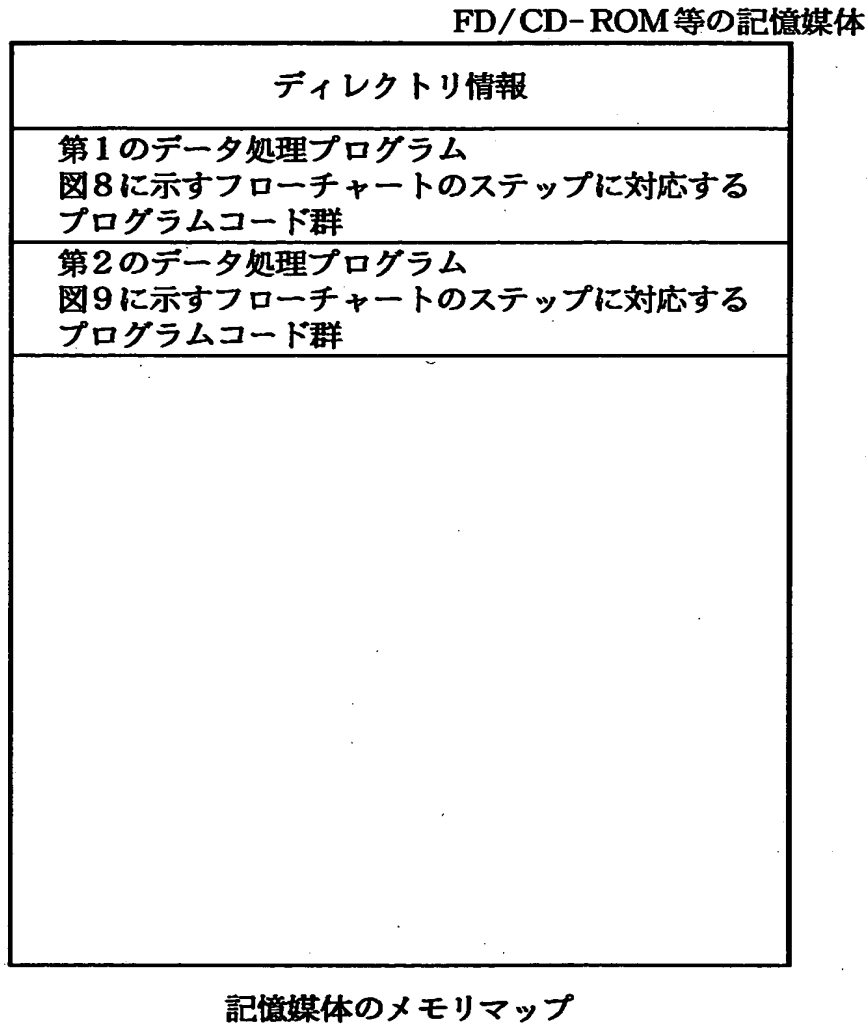 FD/CD-ROM等の記憶媒体
ディレクトリ情報
第1のデータ処理プログラム
図8に示すフローチャートのステップに対応する
プログラムコード群
第2のデータ処理プログラム
図9に示すフローチャートのステップに対応する
プログラムコード群
記憶媒体のメモリマップ